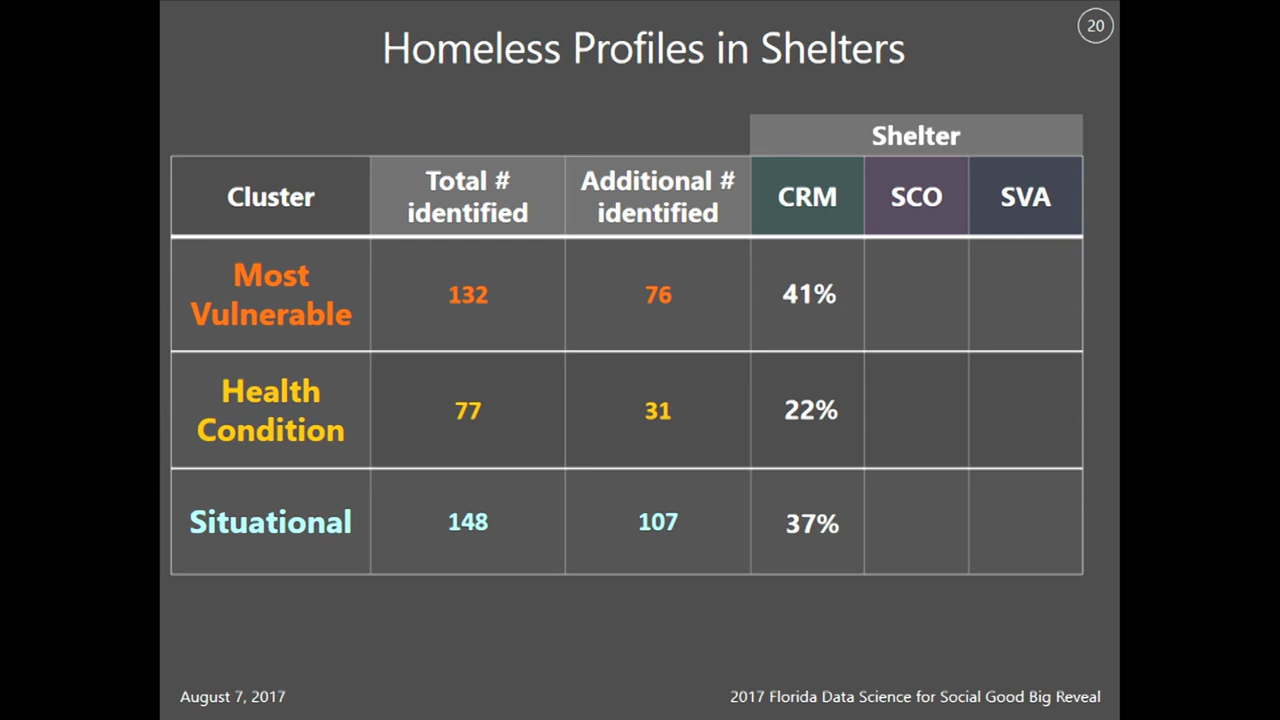 20
Homeless Profiles in Shelters
Shelter
Cluster
Total #
identified
Additional #
identified
CRM
SCO
SVA
Most
Vulnerable
132
76
41%
Health
Condition
77
31
22%
Situational
148
107
37%
August 7, 2017
2017 Florida Data Science for Social Good Big Reveal